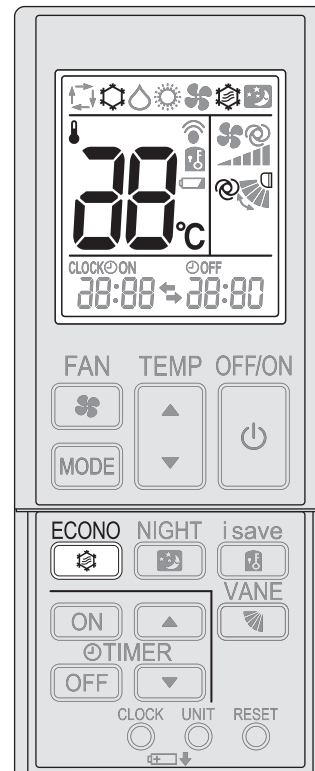 88°C
CLOCK ON OFF
88:88 88:80
FAN TEMP OFF/ON
MODE
ECONO NIGHT i save
VANE
ON
TIMER
OFF
CLOCK UNIT RESET